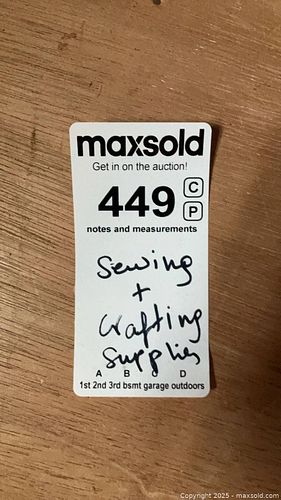 maxsold
Get in on the auction!
449 C
P
notes and measurements
Sewing
+
Crafting
Supplies
A B C D
1st 2nd 3rd bsmt garage outdoors
Copyright © 2025 - maxsold.com